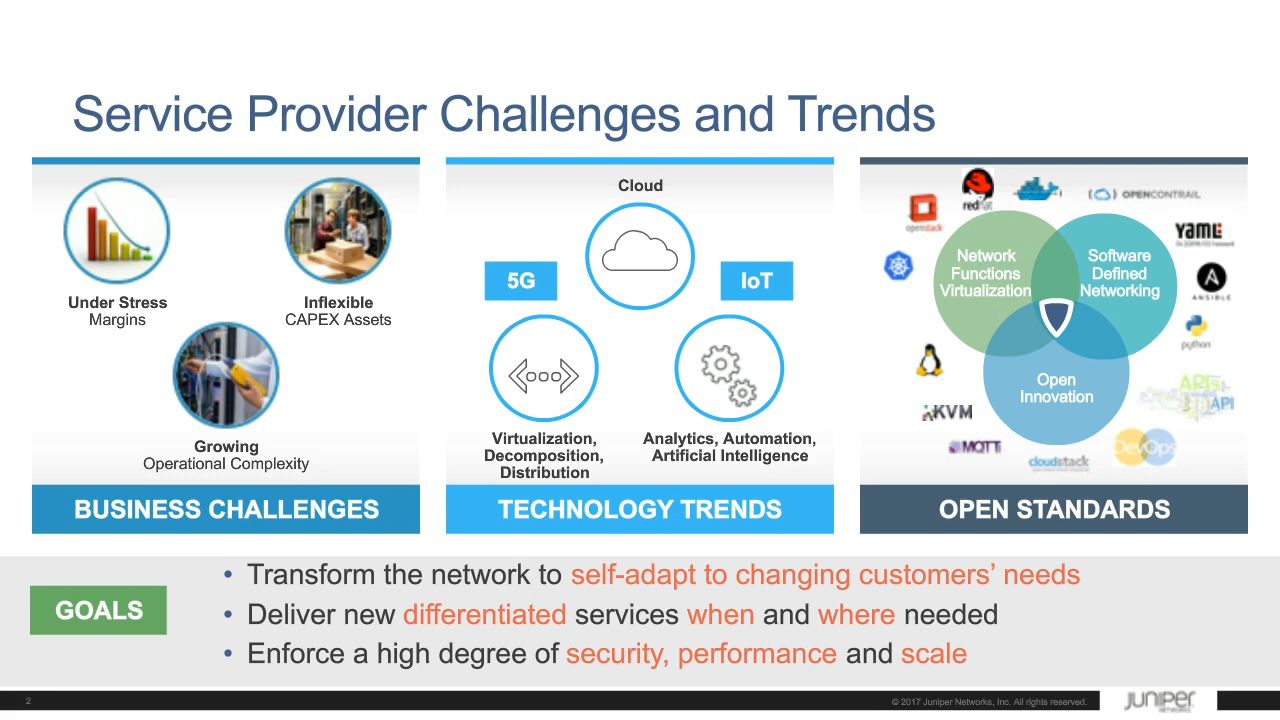 Service Provider Challenges and Trends
Under Stress
Margins
Inflexible
CAPEX Assets
Growing
Operational Complexity
BUSINESS CHALLENGES
Cloud
5G
IoT
Virtualization,
Decomposition,
Distribution
Analytics, Automation,
Artificial Intelligence
TECHNOLOGY TRENDS
redhat
OPENCONTRAIL
openstack
YAML
Network
Functions
Virtualization
Software
Defined
Networking
ANSIBLE
python
Open
Innovation
APIs
API
KVM
MQTT
cloudstack
DevOps
OPEN STANDARDS
GOALS
• Transform the network to self-adapt to changing customers’ needs
• Deliver new differentiated services when and where needed
• Enforce a high degree of security, performance and scale
2
© 2017 Juniper Networks, Inc. All rights reserved.
JUNIPER
NETWORKS